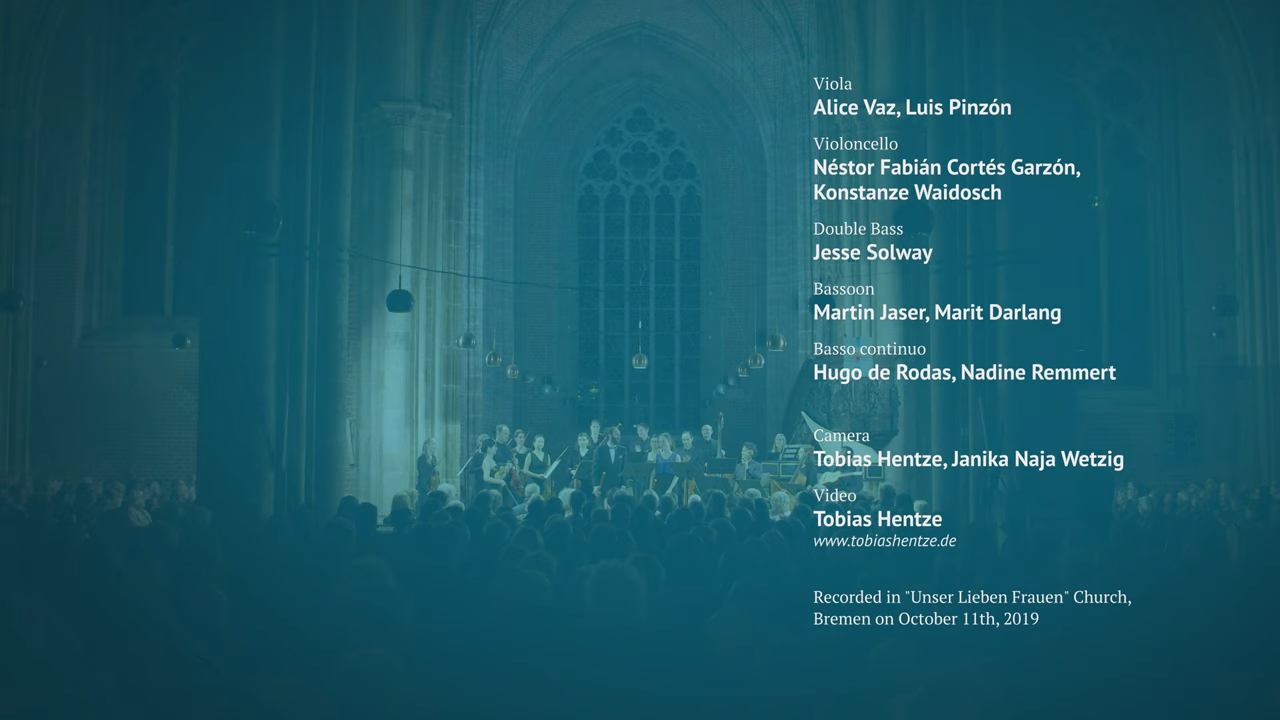 Viola
Alice Vaz, Luis Pinzón
Violoncello
Néstor Fabián Cortés Garzón,
Konstanze Waidosch
Double Bass
Jesse Solway
Bassoon
Martin Jaser, Marit Darlang
Basso continuo
Hugo de Rodas, Nadine Remmert
Camera
Tobias Hentze, Janika Naja Wetzig
Video
Tobias Hentze
www.tobiashentze.de
Recorded in "Unser Lieben Frauen" Church,
Bremen on October 11th, 2019